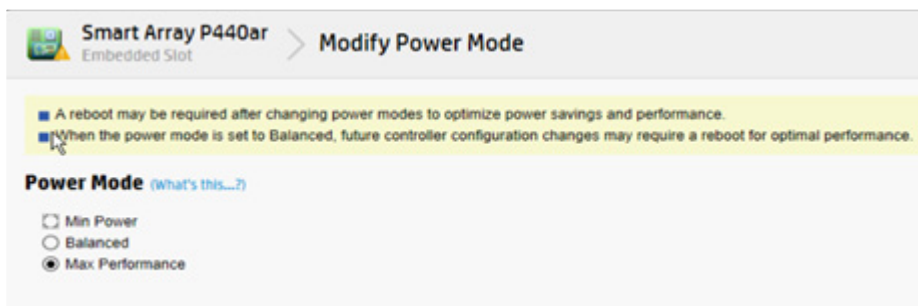 Smart Array P440ar
Embedded Slot
Modify Power Mode
A reboot may be required after changing power modes to optimize power savings and performance.
When the power mode is set to Balanced, future controller configuration changes may require a reboot for optimal performance.
Power Mode (What's this...?)
Min Power
Balanced
Max Performance